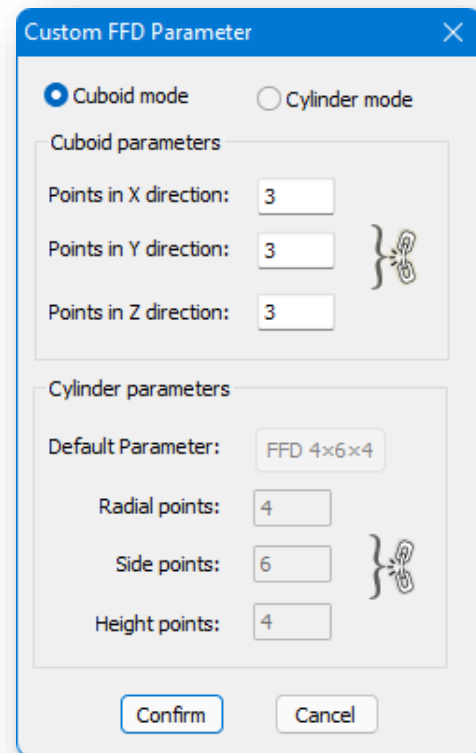 Custom FFD Parameter
Cuboid mode Cylinder mode
Cuboid parameters
Points in X direction: 3
Points in Y direction: 3
Points in Z direction: 3
Cylinder parameters
Default Parameter: FFD 4×6×4
Radial points: 4
Side points: 6
Height points: 4
Confirm Cancel